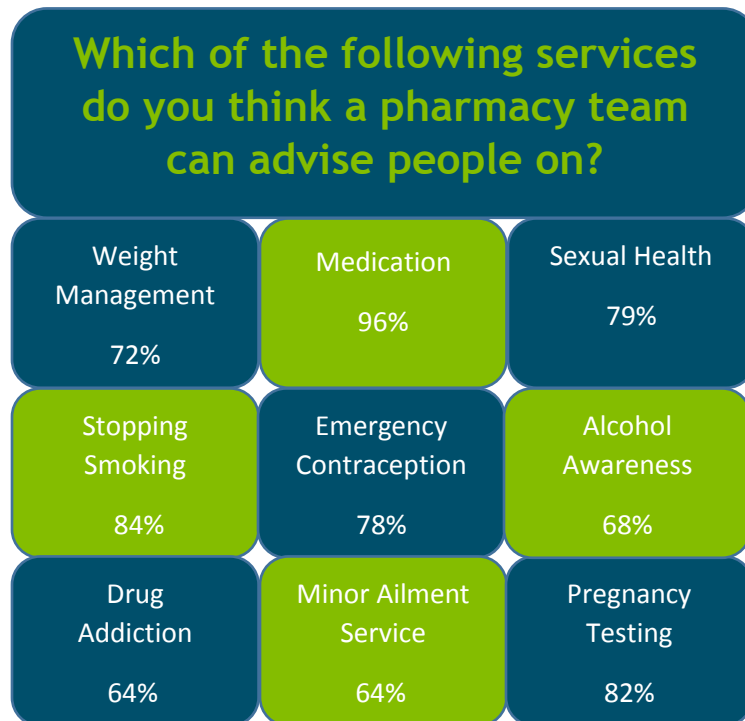 Which of the following services
do you think a pharmacy team
can advise people on?
Weight
Management
72%
Medication
96%
Sexual Health
79%
Stopping
Smoking
84%
Emergency
Contraception
78%
Alcohol
Awareness
68%
Drug
Addiction
64%
Minor Ailment
Service
64%
Pregnancy
Testing
82%